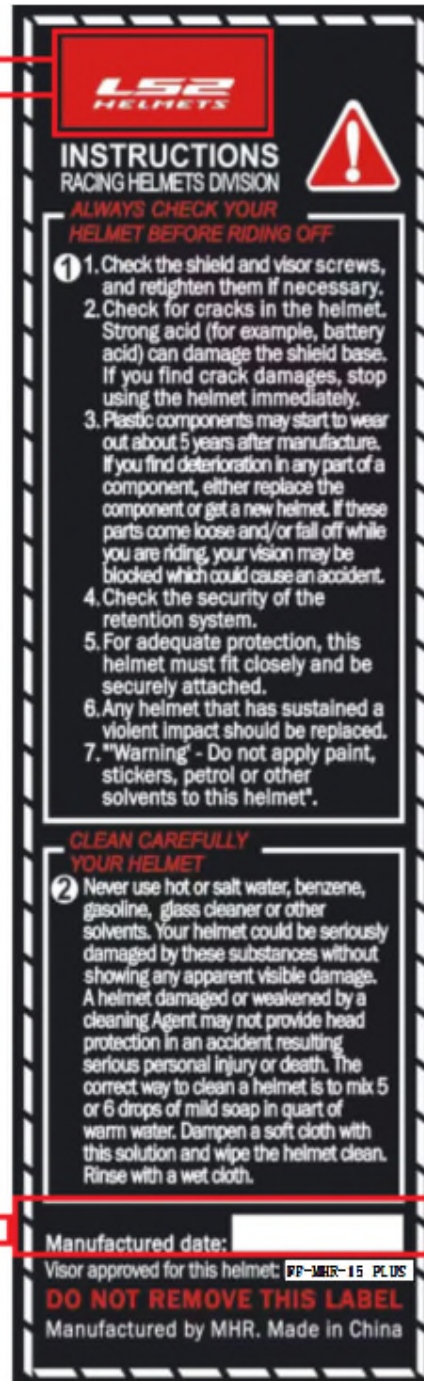 LS2
HELMETS
INSTRUCTIONS
RACING HELMETS DIVISION
ALWAYS CHECK YOUR
HELMET BEFORE RIDING OFF
1 1. Check the shield and visor screws,
and retighten them if necessary.
2. Check for cracks in the helmet.
Strong acid (for example, battery
acid) can damage the shield base.
If you find crack damages, stop
using the helmet immediately.
3. Plastic components may start to wear
out about 5 years after manufacture.
If you find deterioration in any part of a
component, either replace the
component or get a new helmet. If these
parts come loose and/or fall off while
you are riding, your vision may be
blocked which could cause an accident.
4. Check the security of the
retention system.
5. For adequate protection, this
helmet must fit closely and be
securely attached.
6. Any helmet that has sustained a
violent impact should be replaced.
7. "'Warning' - Do not apply paint,
stickers, petrol or other
solvents to this helmet".
CLEAN CAREFULLY
YOUR HELMET
2 Never use hot or salt water, benzene,
gasoline, glass cleaner or other
solvents. Your helmet could be seriously
damaged by these substances without
showing any apparent visible damage.
A helmet damaged or weakened by a
cleaning Agent may not provide head
protection in an accident resulting
serious personal injury or death. The
correct way to clean a helmet is to mix 5
or 6 drops of mild soap in quart of
warm water. Dampen a soft cloth with
this solution and wipe the helmet clean.
Rinse with a wet cloth.
Manufactured date:
Visor approved for this helmet: FF-MHR-15 PLUS
DO NOT REMOVE THIS LABEL
Manufactured by MHR. Made in China